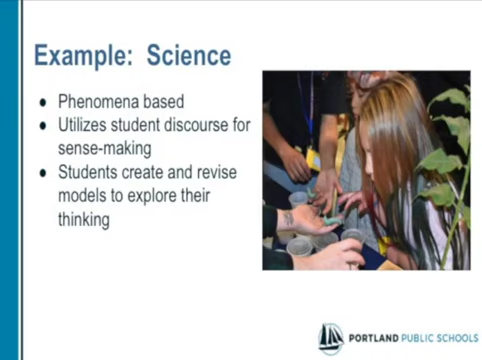 Example: Science
● Phenomena based
● Utilizes student discourse for
sense-making
● Students create and revise
models to explore their
thinking
PORTLAND PUBLIC SCHOOLS